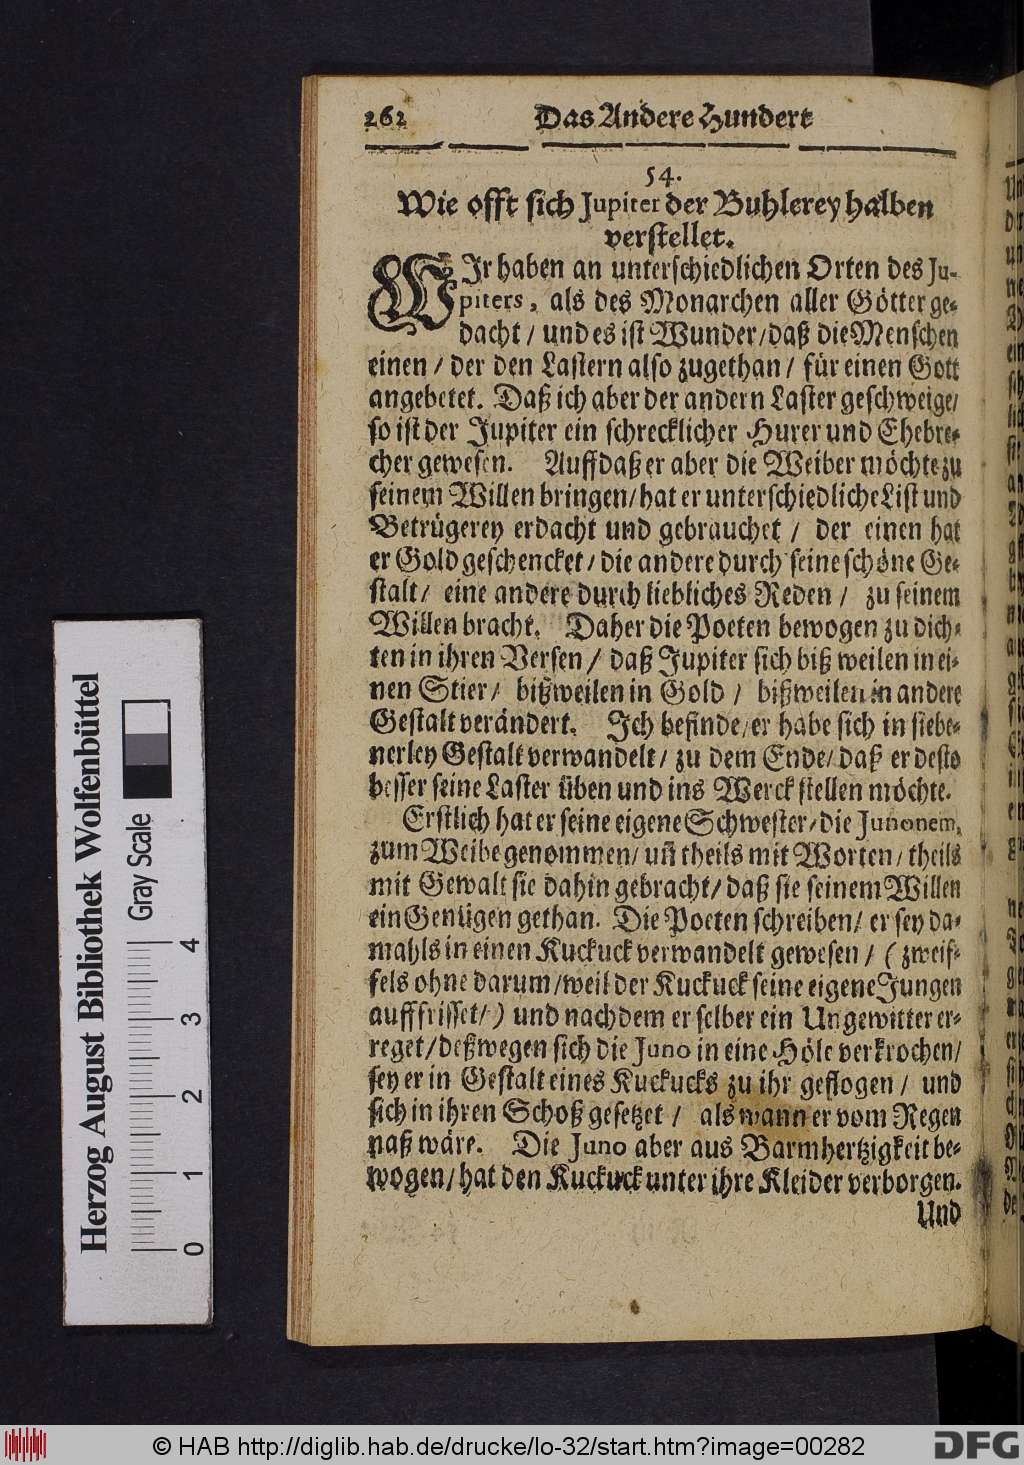 262 Das Andere Hundert
54.
Wie offt sich Jupiter der Buhlerey halben
verstellet.
WIr haben an unterschiedlichen Orten des Ju-
piters, als des Monarchen aller Götter ge-
dacht / und es ist Wunder / daß die Menschen
einen / der den Lastern also zugethan / für einen Gott
angebetet. Daß ich aber der andern Laster geschweige /
so ist der Jupiter ein schrecklicher Hurer und Ehebre-
cher gewesen. Auff daß er aber die Weiber möchte zu
seinem Willen bringen / hat er unterschiedliche List und
Betrügerey erdacht und gebrauchet / der einen hat
er Gold geschencket / die andere durch seine schöne Ge-
stalt / eine andere durch liebliches Reden / zu seinem
Willen bracht. Daher die Poeten bewogen zu dich-
ten in ihren Versen / daß Jupiter sich biß weilen in ei-
nen Stier / bißweilen in Gold / bißweilen in andere
Gestalt verändert. Ich befinde / er habe sich in siebe-
nerley Gestalt verwandelt / zu dem Ende / daß er desto
besser seine Laster üben und ins Werck stellen möchte.
Erstlich hat er seine eigene Schwester / die Junonem,
zum Weibe genommen / uñ theils mit Worten / theils
mit Gewalt sie dahin gebracht / daß sie seinem Willen
ein Genügen gethan. Die Poeten schreiben / er sey da-
mahls in einen Kuckuck verwandelt gewesen / (zweif-
fels ohne darum / weil der Kuckuck seine eigene Jungen
auffrisset /) und nachdem er selber ein Ungewitter er-
reget / deßwegen sich die Juno in eine Höle verkrochen /
sey er in Gestalt eines Kuckucks zu ihr geflogen / und
sich in ihren Schoß gesetzet / als wann er vom Regen
naß wäre. Die Juno aber aus Barmhertzigkeit be-
wogen / hat den Kuckuck unter ihre Kleider verborgen.
Und
Herzog August Bibliothek Wolfenbüttel
Gray Scale
0 1 2 3 4
© HAB http://diglib.hab.de/drucke/lo-32/start.htm?image=00282
DFG